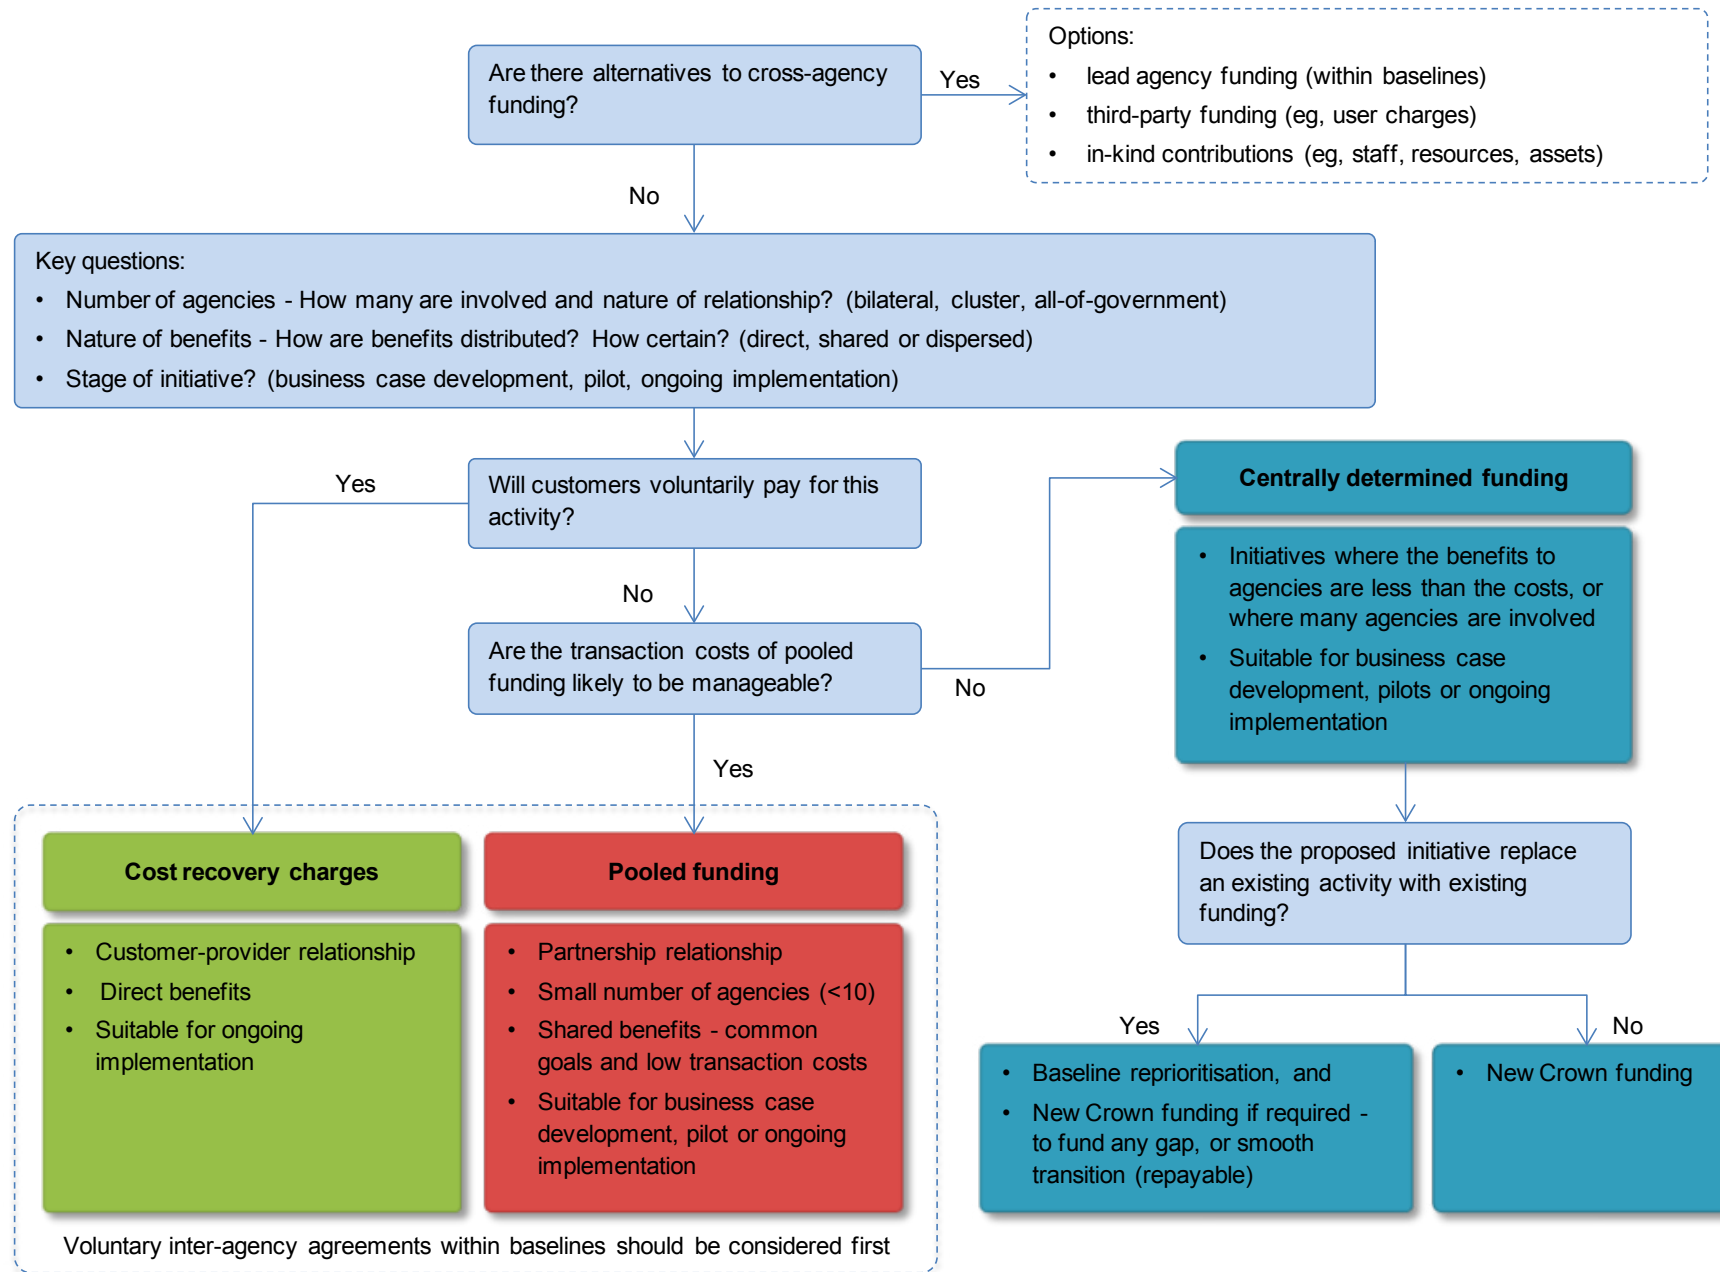 Are there alternatives to cross-agency
funding?
Yes
Options:
• lead agency funding (within baselines)
• third-party funding (eg, user charges)
• in-kind contributions (eg, staff, resources, assets)
No
Key questions:
• Number of agencies - How many are involved and nature of relationship? (bilateral, cluster, all-of-government)
• Nature of benefits - How are benefits distributed? How certain? (direct, shared or dispersed)
• Stage of initiative? (business case development, pilot, ongoing implementation)
Yes
Will customers voluntarily pay for this
activity?
No
Are the transaction costs of pooled
funding likely to be manageable?
No
Yes
Centrally determined funding
• Initiatives where the benefits to
agencies are less than the costs, or
where many agencies are involved
• Suitable for business case
development, pilots or ongoing
implementation
Cost recovery charges
• Customer-provider relationship
• Direct benefits
• Suitable for ongoing
implementation
Pooled funding
• Partnership relationship
• Small number of agencies (<10)
• Shared benefits - common
goals and low transaction costs
• Suitable for business case
development, pilot or ongoing
implementation
Voluntary inter-agency agreements within baselines should be considered first
Does the proposed initiative replace
an existing activity with existing
funding?
Yes
No
• Baseline reprioritisation, and
• New Crown funding if required -
to fund any gap, or smooth
transition (repayable)
• New Crown funding